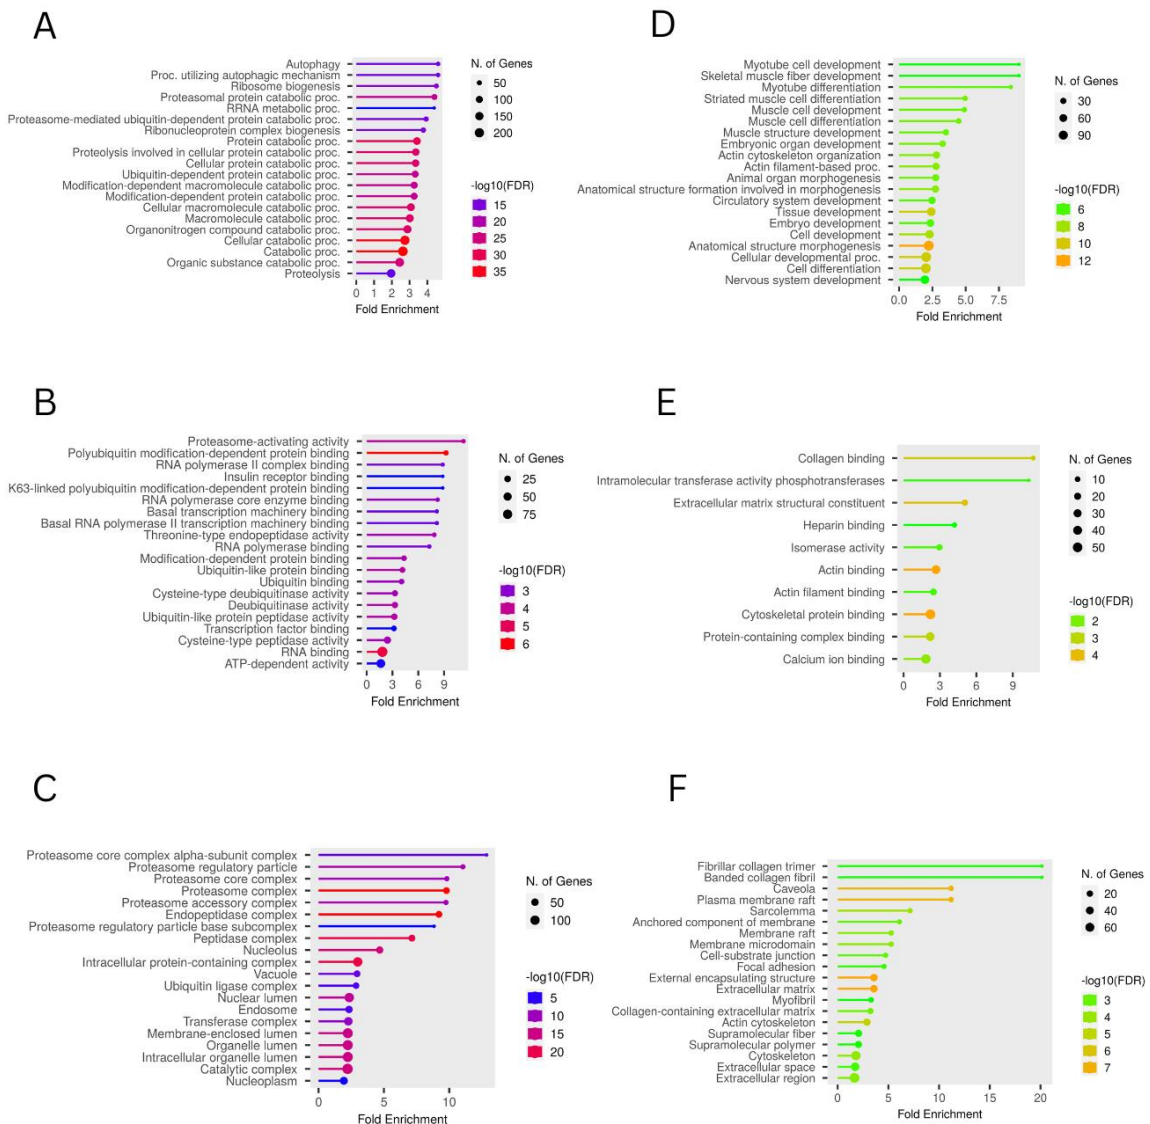 A
Autophagy
Proc. utilizing autophagic mechanism
Ribosome biogenesis
Proteasomal protein catabolic proc.
RRNA metabolic proc.
Proteasome-mediated ubiquitin-dependent protein catabolic proc.
Ribonucleoprotein complex biogenesis
Protein catabolic proc.
Proteolysis involved in cellular protein catabolic proc.
Cellular protein catabolic proc.
Ubiquitin-dependent protein catabolic proc.
Modification-dependent macromolecule catabolic proc.
Modification-dependent protein catabolic proc.
Cellular macromolecule catabolic proc.
Macromolecule catabolic proc.
Organonitrogen compound catabolic proc.
Cellular catabolic proc.
Catabolic proc.
Organic substance catabolic proc.
Proteolysis
0 1 2 3 4
Fold Enrichment
N. of Genes
50
100
150
200
-log10(FDR)
15
20
25
30
35
D
Myotube cell development
Skeletal muscle fiber development
Myotube differentiation
Striated muscle cell differentiation
Muscle cell development
Muscle cell differentiation
Muscle structure development
Embryonic organ development
Actin cytoskeleton organization
Actin filament-based proc.
Animal organ morphogenesis
Anatomical structure formation involved in morphogenesis
Circulatory system development
Tissue development
Embryo development
Cell development
Anatomical structure morphogenesis
Cellular developmental proc.
Cell differentiation
Nervous system development
0.0 2.5 5.0 7.5
Fold Enrichment
N. of Genes
30
60
90
-log10(FDR)
6
8
10
12
B
Proteasome-activating activity
Polyubiquitin modification-dependent protein binding
RNA polymerase II complex binding
Insulin receptor binding
K63-linked polyubiquitin modification-dependent protein binding
RNA polymerase core enzyme binding
Basal transcription machinery binding
Basal RNA polymerase II transcription machinery binding
Threonine-type endopeptidase activity
RNA polymerase binding
Modification-dependent protein binding
Ubiquitin-like protein binding
Ubiquitin binding
Cysteine-type deubiquitinase activity
Deubiquitinase activity
Ubiquitin-like protein peptidase activity
Transcription factor binding
Cysteine-type peptidase activity
RNA binding
ATP-dependent activity
0 3 6 9
Fold Enrichment
N. of Genes
25
50
75
-log10(FDR)
3
4
5
6
E
Collagen binding
Intramolecular transferase activity phosphotransferases
Extracellular matrix structural constituent
Heparin binding
Isomerase activity
Actin binding
Actin filament binding
Cytoskeletal protein binding
Protein-containing complex binding
Calcium ion binding
0 3 6 9
Fold Enrichment
N. of Genes
10
20
30
40
50
-log10(FDR)
2
3
4
C
Proteasome core complex alpha-subunit complex
Proteasome regulatory particle
Proteasome core complex
Proteasome complex
Proteasome accessory complex
Endopeptidase complex
Proteasome regulatory particle base subcomplex
Peptidase complex
Nucleolus
Intracellular protein-containing complex
Vacuole
Ubiquitin ligase complex
Nuclear lumen
Endosome
Transferase complex
Membrane-enclosed lumen
Organelle lumen
Intracellular organelle lumen
Catalytic complex
Nucleoplasm
0 5 10
Fold Enrichment
N. of Genes
50
100
-log10(FDR)
5
10
15
20
F
Fibrillar collagen trimer
Banded collagen fibril
Caveola
Plasma membrane raft
Sarcolemma
Anchored component of membrane
Membrane raft
Membrane microdomain
Cell-substrate junction
Focal adhesion
External encapsulating structure
Extracellular matrix
Myofibril
Collagen-containing extracellular matrix
Actin cytoskeleton
Supramolecular fiber
Supramolecular polymer
Cytoskeleton
Extracellular space
Extracellular region
0 5 10 15 20
Fold Enrichment
N. of Genes
20
40
60
-log10(FDR)
3
4
5
6
7